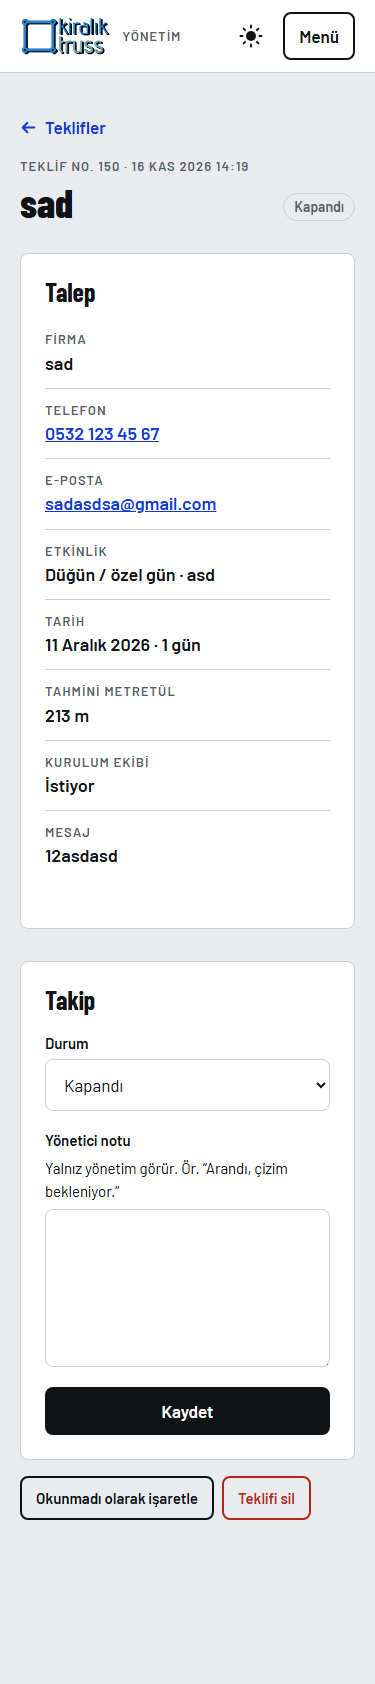 kiralık
truss
YÖNETİM
Menü
← Teklifler
TEKLİF NO. 150 · 16 KAS 2026 14:19
sad
Kapandı
Talep
FİRMA
sad
TELEFON
0532 123 45 67
E-POSTA
sadasdsa@gmail.com
ETKİNLİK
Düğün / özel gün · asd
TARİH
11 Aralık 2026 · 1 gün
TAHMİNİ METRETÜL
213 m
KURULUM EKİBİ
İstiyor
MESAJ
12asdasd
Takip
Durum
Kapandı
Yönetici notu
Yalnız yönetim görür. Ör. “Arandı, çizim
bekleniyor.”
Kaydet
Okunmadı olarak işaretle
Teklifi sil